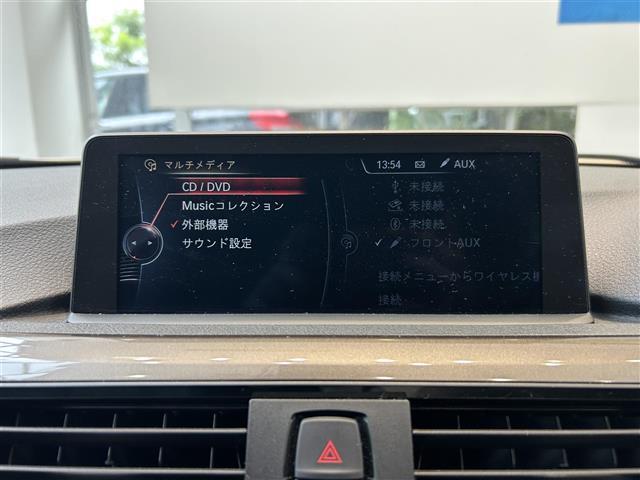 マルチメディア
13:54 AUX
CD / DVD
Musicコレクション
外部機器
サウンド設定
未接続
未接続
未接続
フロントAUX
接続メニューからワイヤレス機
接続